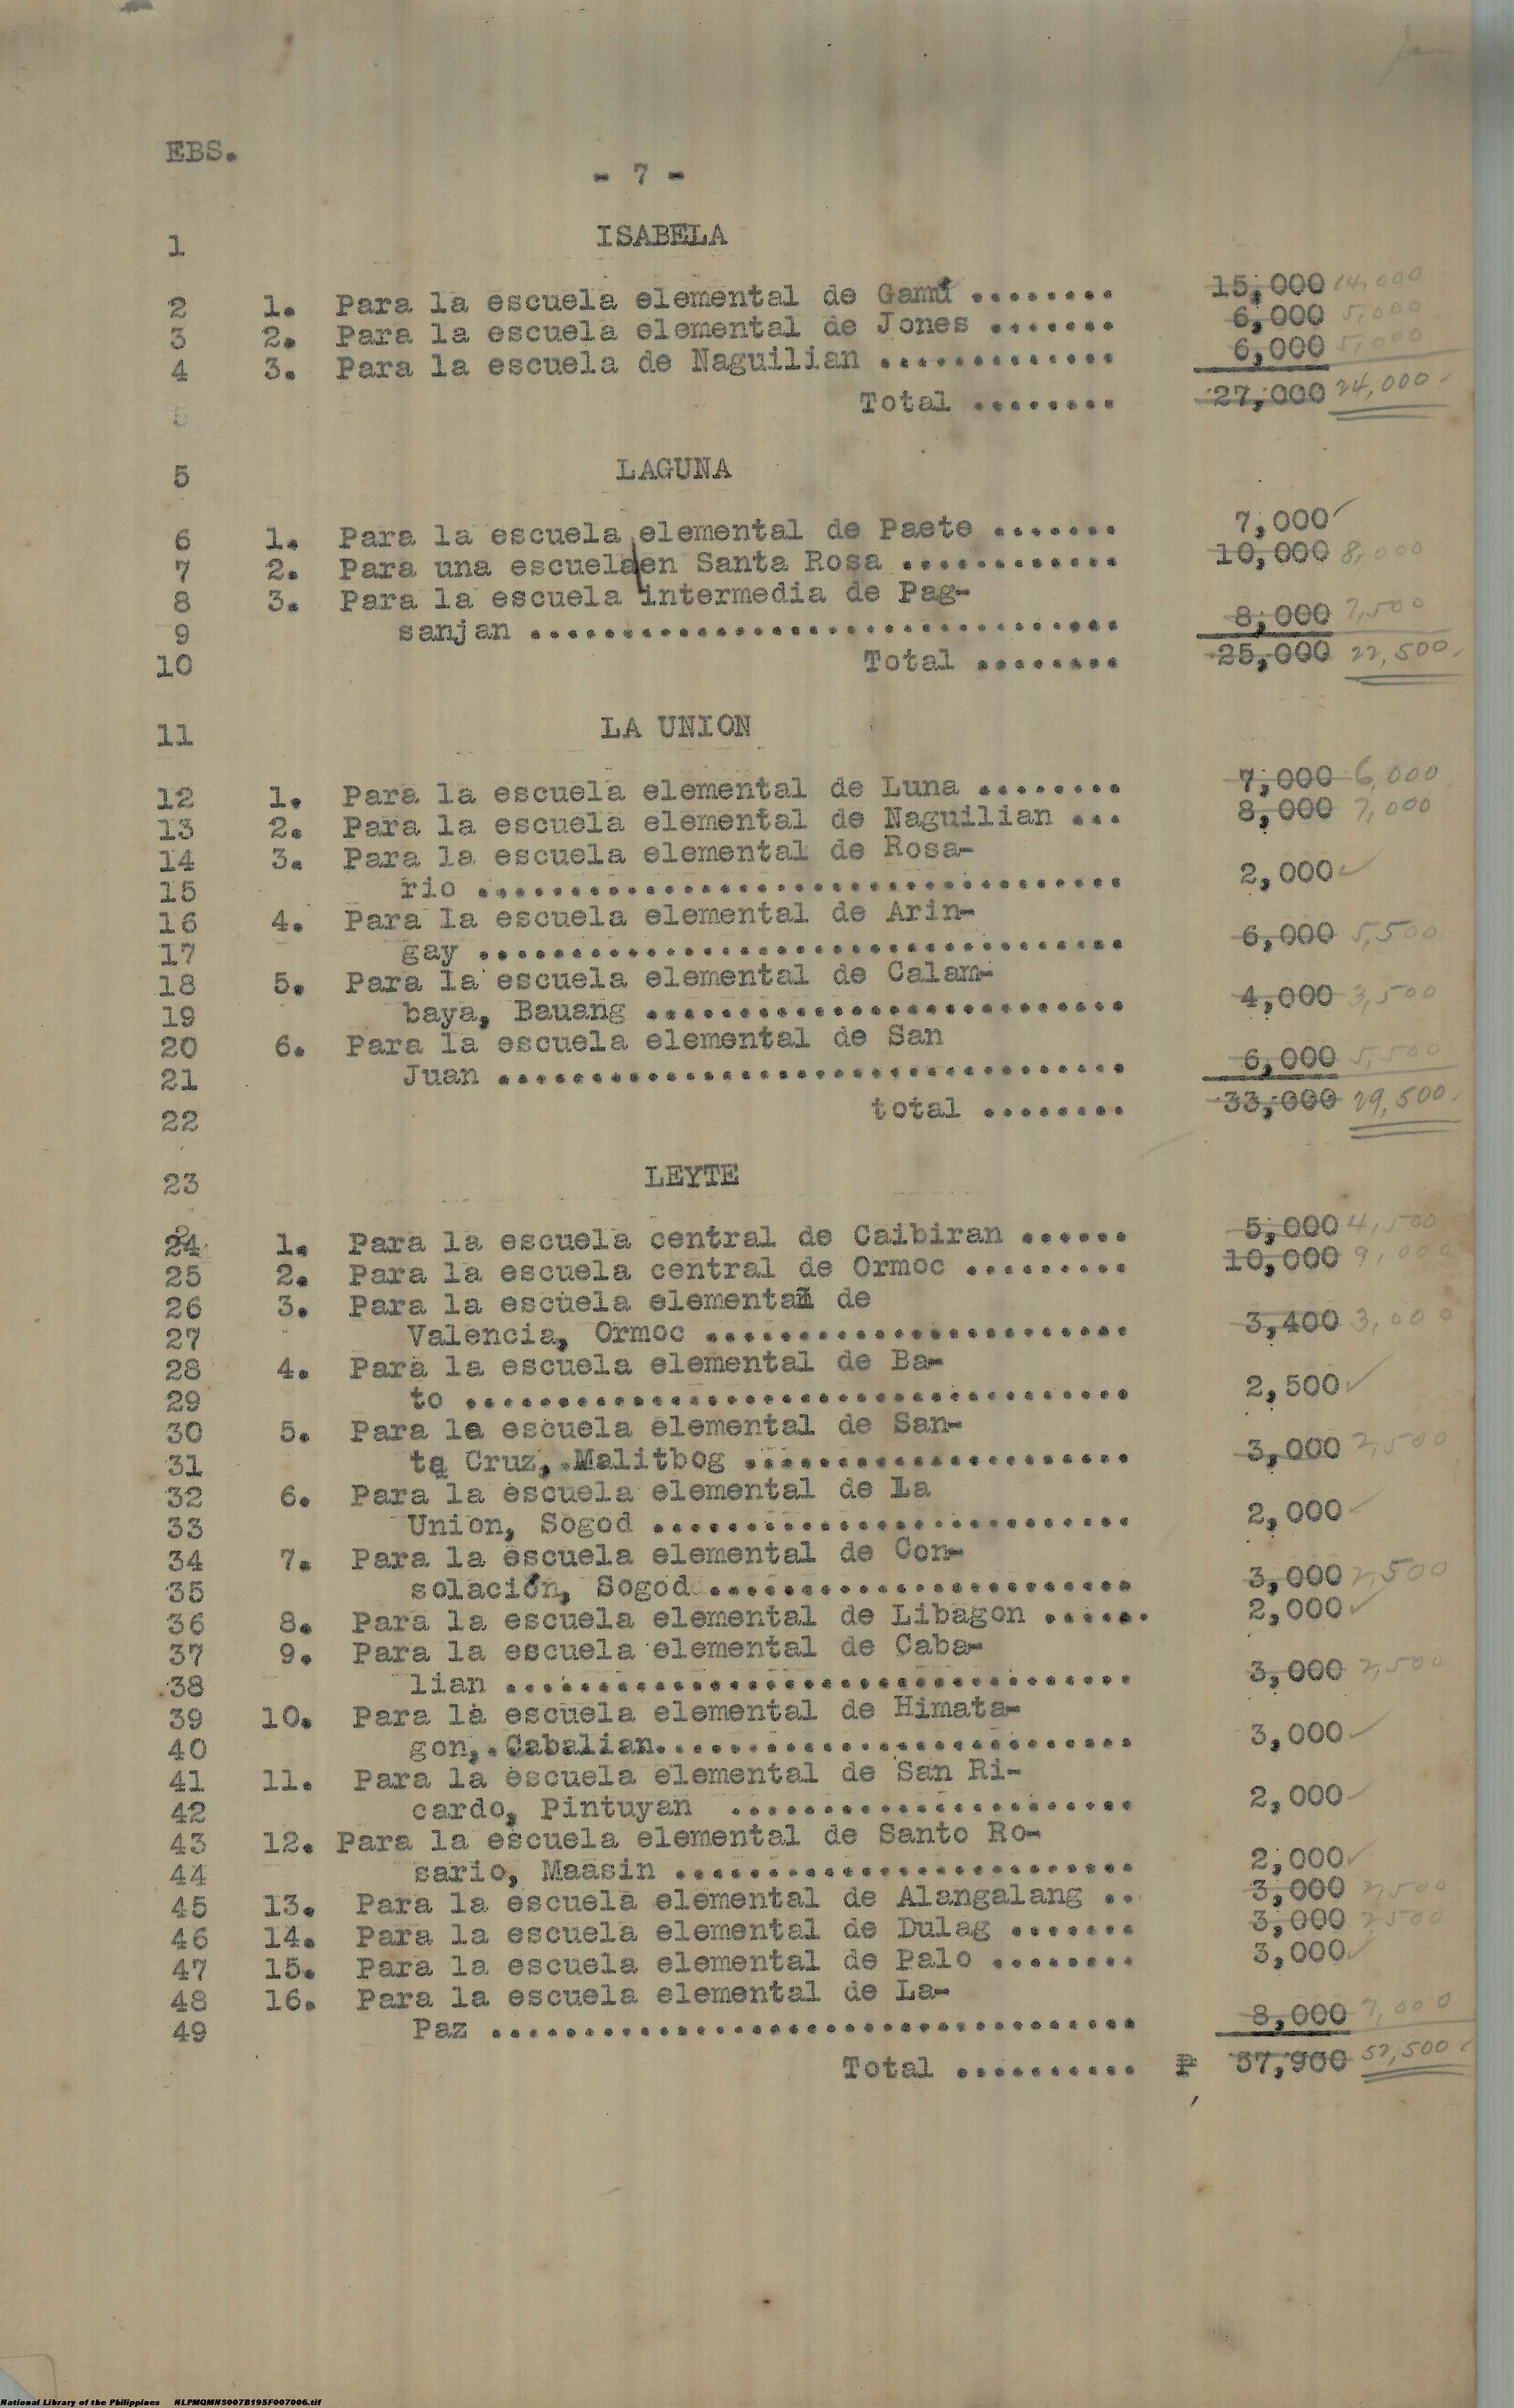 EBS.
- 7 -
1 ISABELA
2 1. Para la escuela elemental de Gamú ........ 15,000 14,000
3 2. Para la escuela elemental de Jones ....... 6,000 5,000
4 3. Para la escuela de Naguilian ............. 6,000 5,000
5 Total ........ 27,000 24,000
5 LAGUNA
6 1. Para la escuela elemental de Paete ....... 7,000 ✓
7 2. Para una escuela en Santa Rosa ............ 10,000 8,000
8 3. Para la escuela intermedia de Pag-
9 sanjan ................................ 8,000 7,500
10 Total ........ 25,000 22,500
11 LA UNION
12 1. Para la escuela elemental de Luna ........ 7,000 6,000
13 2. Para la escuela elemental de Naguilian ... 8,000 7,000
14 3. Para la escuela elemental de Rosa-
15 rio ................................... 2,000 ✓
16 4. Para la escuela elemental de Arin-
17 gay ................................... 6,000 5,500
18 5. Para la escuela elemental de Calam-
19 baya, Bauang .......................... 4,000 3,500
20 6. Para la escuela elemental de San
21 Juan .................................. 6,000 5,500
22 total ........ 33,000 29,500
23 LEYTE
24 1. Para la escuela central de Caibiran ...... 5,000 4,500
25 2. Para la escuela central de Ormoc ......... 10,000 9,000
26 3. Para la escuela elemental de
27 Valencia, Ormoc ....................... 3,400 3,000
28 4. Para la escuela elemental de Ba-
29 to .................................... 2,500 ✓
30 5. Para la escuela elemental de San-
31 ta Cruz, Malitbog ..................... 3,000 2,500
32 6. Para la escuela elemental de La
33 Union, Sogod .......................... 2,000 ✓
34 7. Para la escuela elemental de Con-
35 solación, Sogod ....................... 3,000 2,500
36 8. Para la escuela elemental de Libagon ...... 2,000 ✓
37 9. Para la escuela elemental de Caba-
38 lian .................................. 3,000 2,500
39 10. Para la escuela elemental de Himata-
40 gon, Cabalian.......................... 3,000 ✓
41 11. Para la escuela elemental de San Ri-
42 cardo, Pintuyan ...................... 2,000 ✓
43 12. Para la escuela elemental de Santo Ro-
44 sario, Maasin ......................... 2,000 ✓
45 13. Para la escuela elemental de Alangalang .. 3,000 2,500
46 14. Para la escuela elemental de Dulag ....... 3,000 2,500
47 15. Para la escuela elemental de Palo ........ 3,000 ✓
48 16. Para la escuela elemental de La-
49 Paz ................................... 8,000 7,000
Total .......... ₱ 57,900 52,500
National Library of the Philippines NLPMQMNS007B195F007006.tif